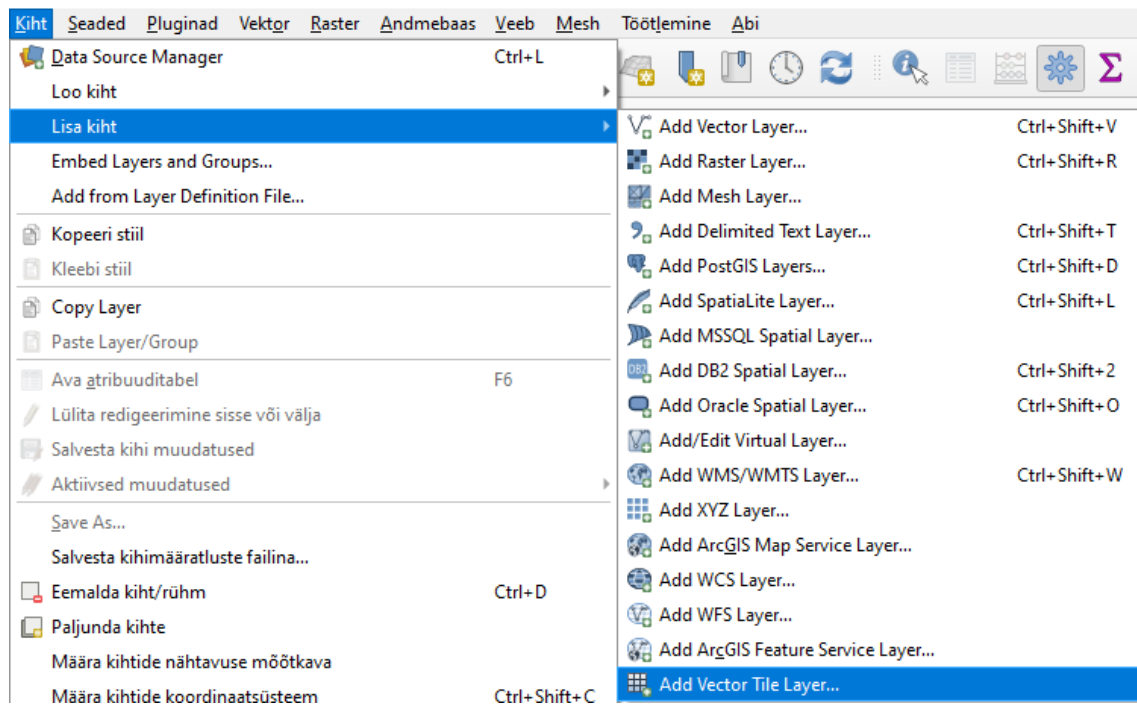 Kiht Seaded Pluginad Vektor Raster Andmebaas Veeb Mesh Töötlemine Abi
Data Source Manager Ctrl+L
Loo kiht
Lisa kiht
Embed Layers and Groups...
Add from Layer Definition File...
Kopeeri stiil
Kleebi stiil
Copy Layer
Paste Layer/Group
Ava atribuuditabel F6
Lülita redigeerimine sisse või välja
Salvesta kihi muudatused
Aktiivsed muudatused
Save As...
Salvesta kihimääratluste failina...
Eemalda kiht/rühm Ctrl+D
Paljunda kihte
Määra kihtide nähtavuse mõõtkava
Määra kihtide koordinaatsüsteem Ctrl+Shift+C
Add Vector Layer... Ctrl+Shift+V
Add Raster Layer... Ctrl+Shift+R
Add Mesh Layer...
Add Delimited Text Layer... Ctrl+Shift+T
Add PostGIS Layers... Ctrl+Shift+D
Add SpatiaLite Layer... Ctrl+Shift+L
Add MSSQL Spatial Layer...
DB2 Add DB2 Spatial Layer... Ctrl+Shift+2
Add Oracle Spatial Layer... Ctrl+Shift+O
Add/Edit Virtual Layer...
Add WMS/WMTS Layer... Ctrl+Shift+W
Add XYZ Layer...
Add ArcGIS Map Service Layer...
Add WCS Layer...
Add WFS Layer...
Add ArcGIS Feature Service Layer...
Add Vector Tile Layer...